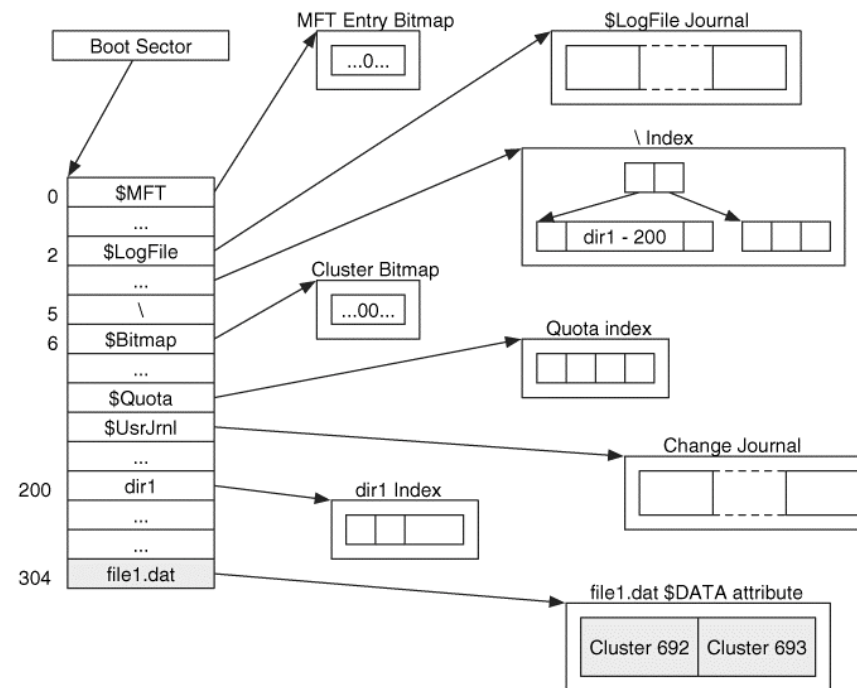 Boot Sector
MFT Entry Bitmap
...0...
$LogFile Journal
\ Index
dir1 - 200
0 $MFT
...
2 $LogFile
...
5 \
6 $Bitmap
...
$Quota
$UsrJrnl
...
200 dir1
...
...
304 file1.dat
Cluster Bitmap
...00...
Quota index
Change Journal
dir1 Index
file1.dat $DATA attribute
Cluster 692 Cluster 693